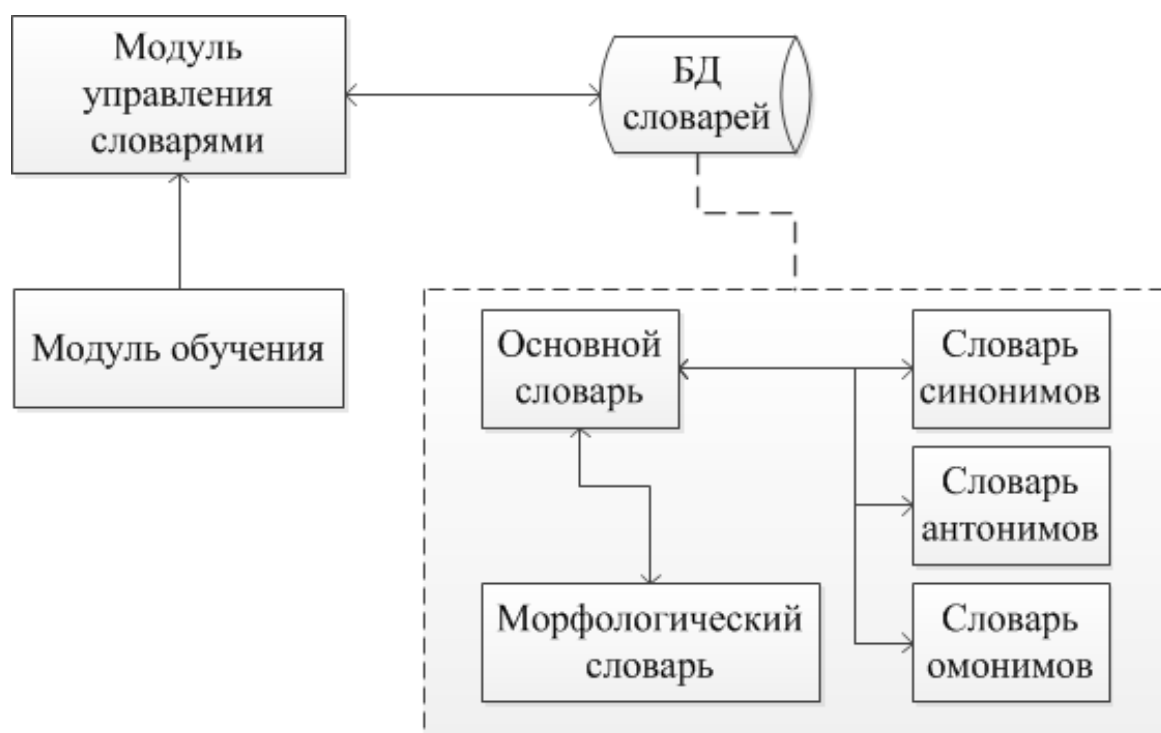 Модуль
управления
словарями
БД
словарей
Модуль обучения
Основной
словарь
Словарь
синонимов
Словарь
антонимов
Морфологический
словарь
Словарь
омонимов